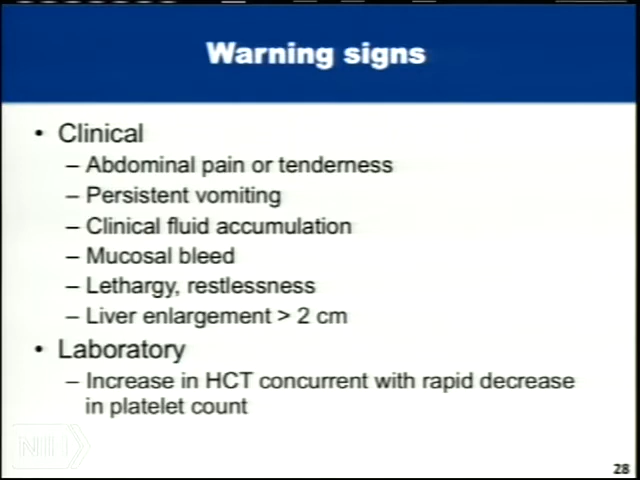 Warning signs
• Clinical
– Abdominal pain or tenderness
– Persistent vomiting
– Clinical fluid accumulation
– Mucosal bleed
– Lethargy, restlessness
– Liver enlargement > 2 cm
• Laboratory
– Increase in HCT concurrent with rapid decrease
in platelet count
NIH
28